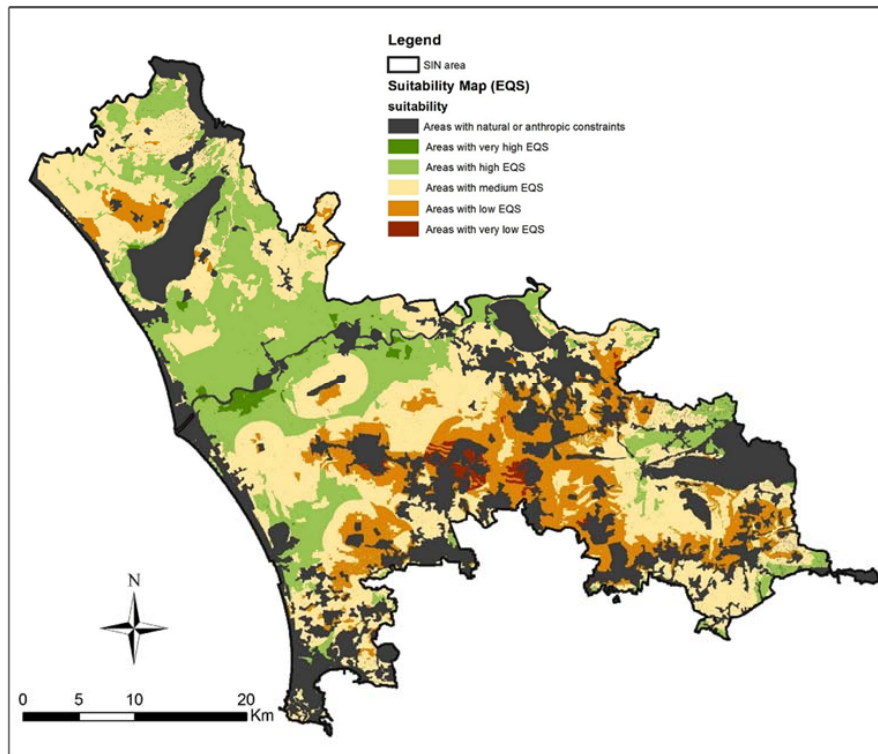 Legend
SIN area
Suitability Map (EQS)
suitability
Areas with natural or anthropic constraints
Areas with very high EQS
Areas with high EQS
Areas with medium EQS
Areas with low EQS
Areas with very low EQS
N
0 5 10 20
Km